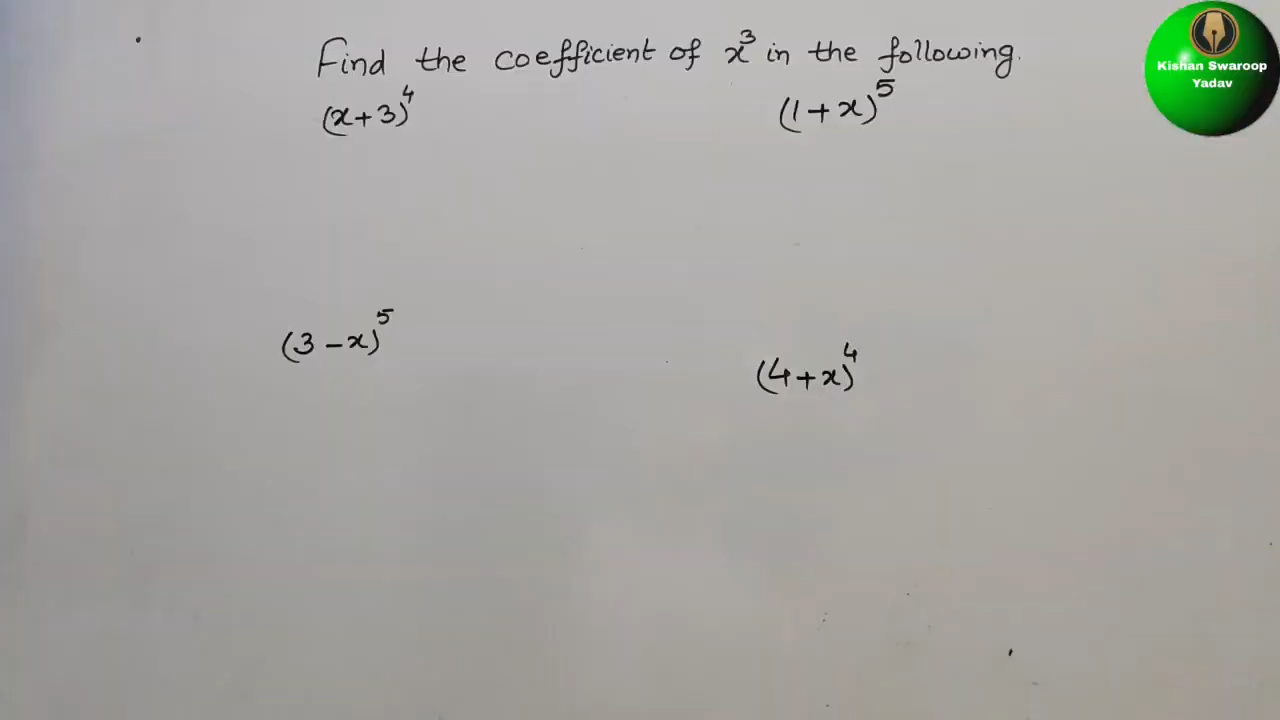 Find the coefficient of x³ in the following.
(x+3)⁴ (1+x)⁵
(3-x)⁵
(4+x)⁴
Kishan Swaroop
Yadav